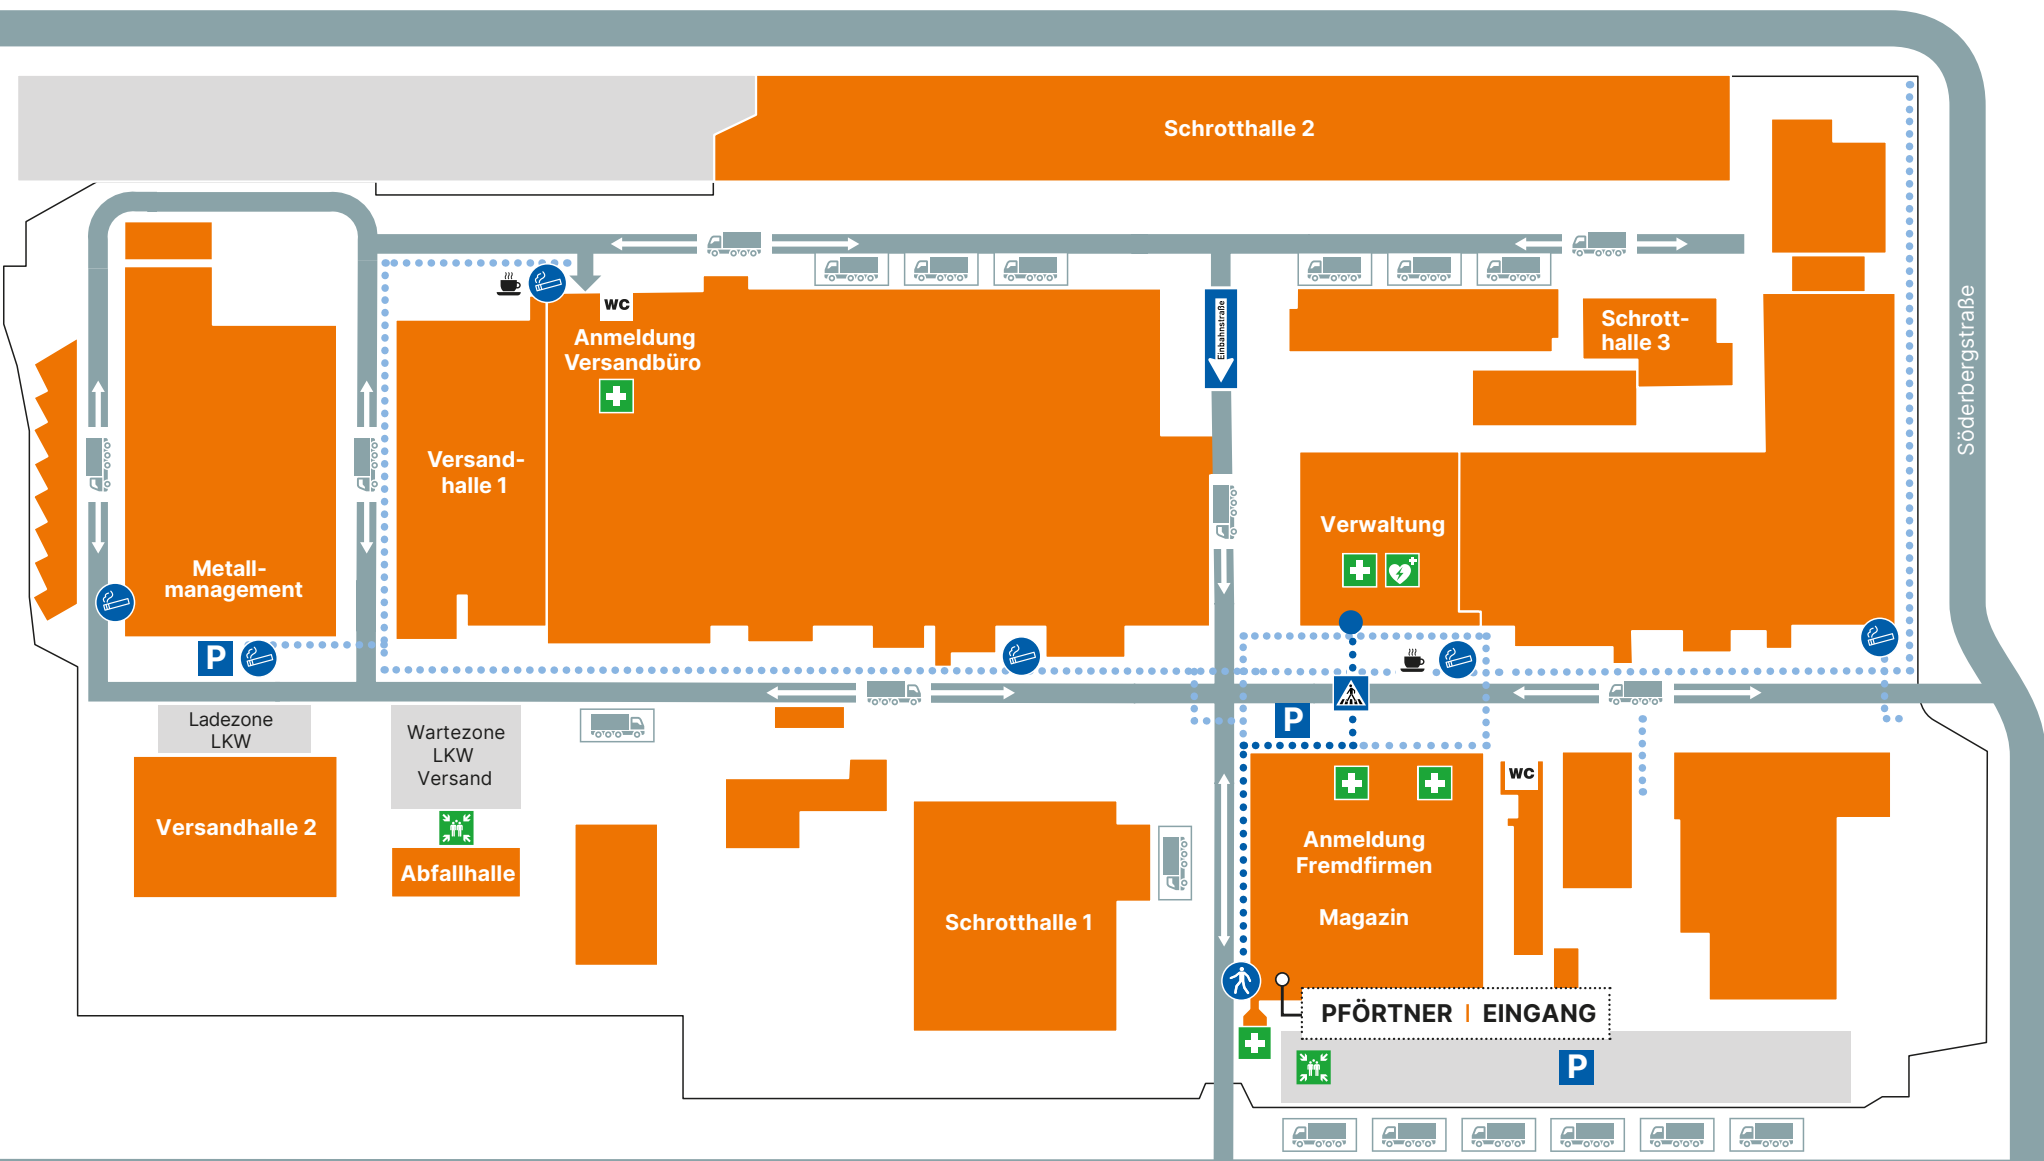 Schrotthalle 2
WC
Anmeldung
Versandbüro
Einbahnstraße
Schrott-
halle 3
Söderbergstraße
Versand-
halle 1
Verwaltung
Metall-
management
P
P
Ladezone
LKW
Wartezone
LKW
Versand
WC
Versandhalle 2
Abfallhalle
Anmeldung
Fremdfirmen
Magazin
Schrotthalle 1
PFÖRTNER | EINGANG
P